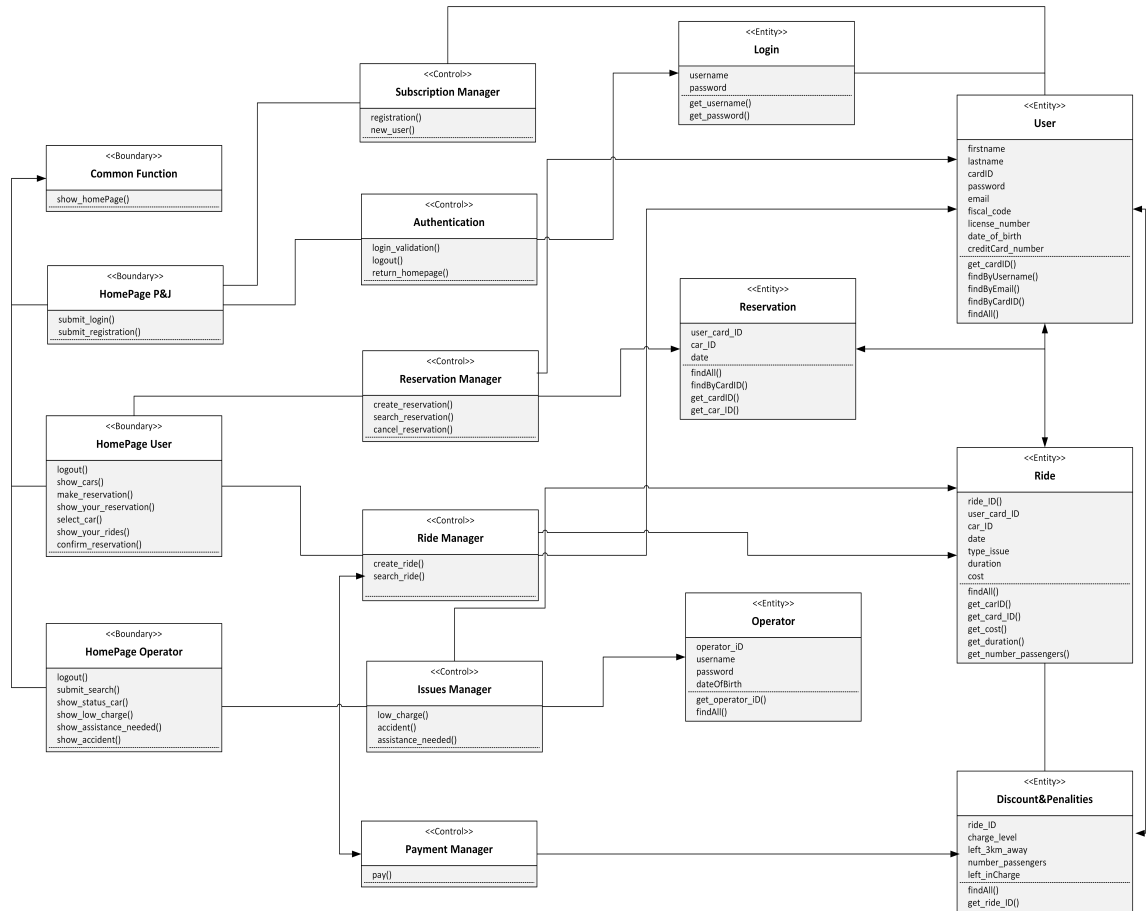 <<Control>>
Subscription Manager
registration()
new_user()
<<Entity>>
Login
username
password
get_username()
get_password()
<<Entity>>
User
firstname
lastname
cardID
password
email
fiscal_code
license_number
date_of_birth
creditCard_number
get_cardID()
findByUsername()
findByEmail()
findByCardID()
findAll()
<<Boundary>>
Common Function
show_homePage()
<<Control>>
Authentication
login_validation()
logout()
return_homepage()
<<Boundary>>
HomePage P&J
submit_login()
submit_registration()
<<Entity>>
Reservation
user_card_ID
car_ID
date
findAll()
findByCardID()
get_cardID()
get_car_ID()
<<Control>>
Reservation Manager
create_reservation()
search_reservation()
cancel_reservation()
<<Boundary>>
HomePage User
logout()
show_cars()
make_reservation()
show_your_reservation()
select_car()
show_your_rides()
confirm_reservation()
<<Entity>>
Ride
ride_ID()
user_card_ID
car_ID
date
type_issue
duration
cost
findAll()
get_carID()
get_card_ID()
get_cost()
get_duration()
get_number_passengers()
<<Control>>
Ride Manager
create_ride()
search_ride()
<<Entity>>
Operator
operator_iD
username
password
dateOfBirth
get_operator_iD()
findAll()
<<Boundary>>
HomePage Operator
logout()
submit_search()
show_status_car()
show_low_charge()
show_assistance_needed()
show_accident()
<<Control>>
Issues Manager
low_charge()
accident()
assistance_needed()
<<Entity>>
Discount&Penalities
ride_ID
charge_level
left_3km_away
number_passengers
left_inCharge
findAll()
get_ride_ID()
<<Control>>
Payment Manager
pay()